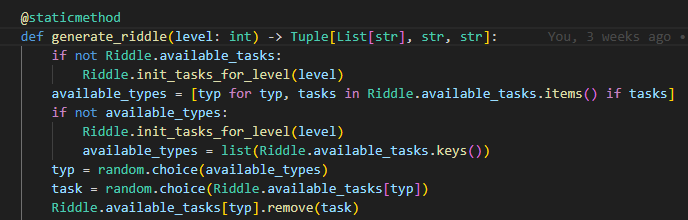 @staticmethod
def generate_riddle(level: int) -> Tuple[List[str], str, str]:     You, 3 weeks ago •
    if not Riddle.available_tasks:
        Riddle.init_tasks_for_level(level)
    available_types = [typ for typ, tasks in Riddle.available_tasks.items() if tasks]
    if not available_types:
        Riddle.init_tasks_for_level(level)
        available_types = list(Riddle.available_tasks.keys())
    typ = random.choice(available_types)
    task = random.choice(Riddle.available_tasks[typ])
    Riddle.available_tasks[typ].remove(task)